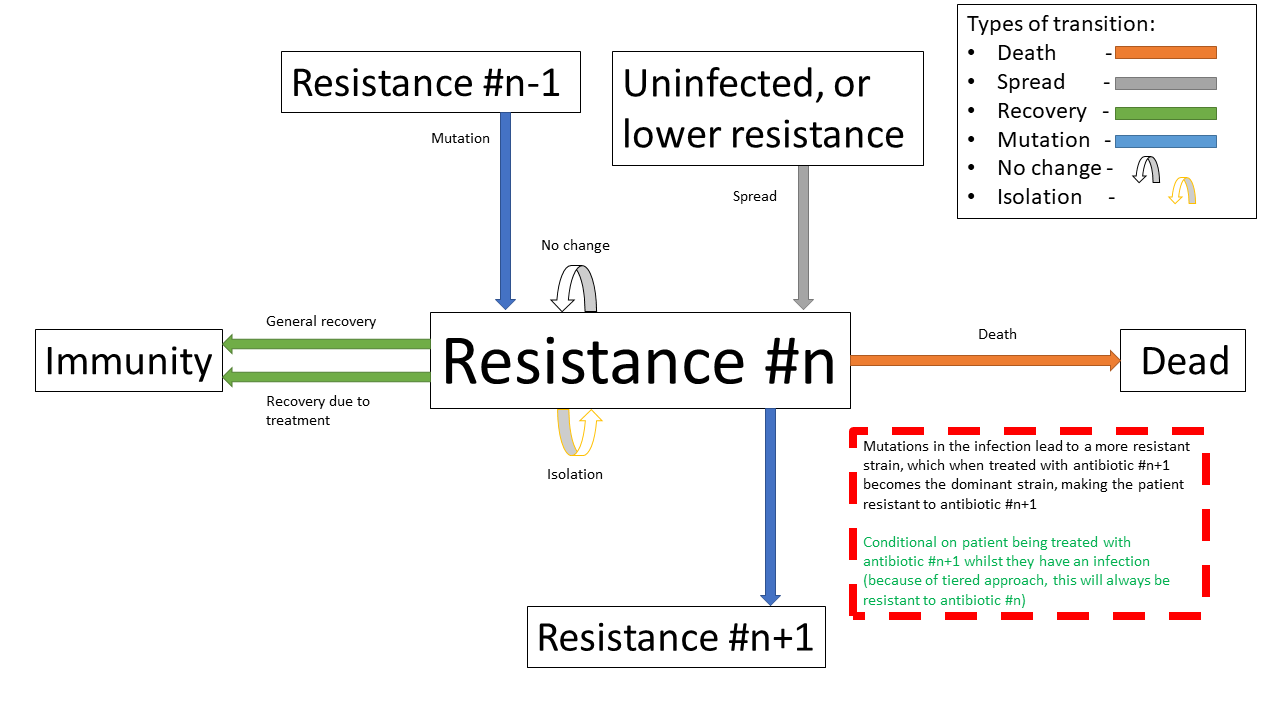 Types of transition:
• Death -
• Spread -
• Recovery -
• Mutation -
• No change -
• Isolation -
Resistance #n-1
Uninfected, or
lower resistance
Mutation
Spread
No change
General recovery
Immunity
Resistance #n
Death
Dead
Recovery due to
treatment
Isolation
Mutations in the infection lead to a more resistant
strain, which when treated with antibiotic #n+1
becomes the dominant strain, making the patient
resistant to antibiotic #n+1
Conditional on patient being treated with
antibiotic #n+1 whilst they have an infection
(because of tiered approach, this will always be
resistant to antibiotic #n)
Resistance #n+1